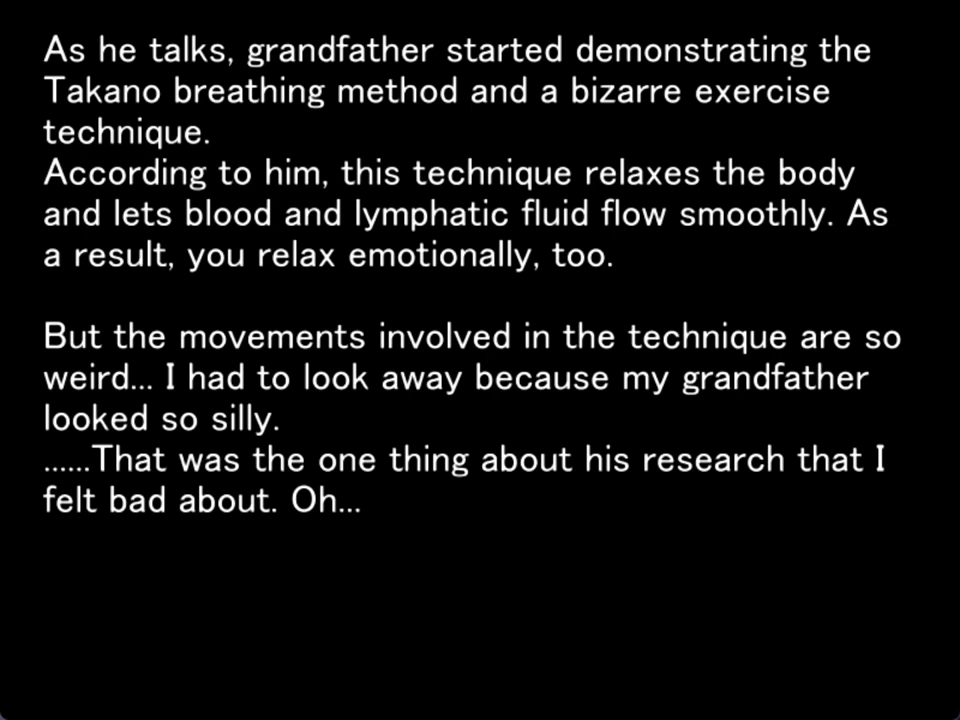 As he talks, grandfather started demonstrating the
Takano breathing method and a bizarre exercise
technique.
According to him, this technique relaxes the body
and lets blood and lymphatic fluid flow smoothly. As
a result, you relax emotionally, too.
But the movements involved in the technique are so
weird... I had to look away because my grandfather
looked so silly.
......That was the one thing about his research that I
felt bad about. Oh...